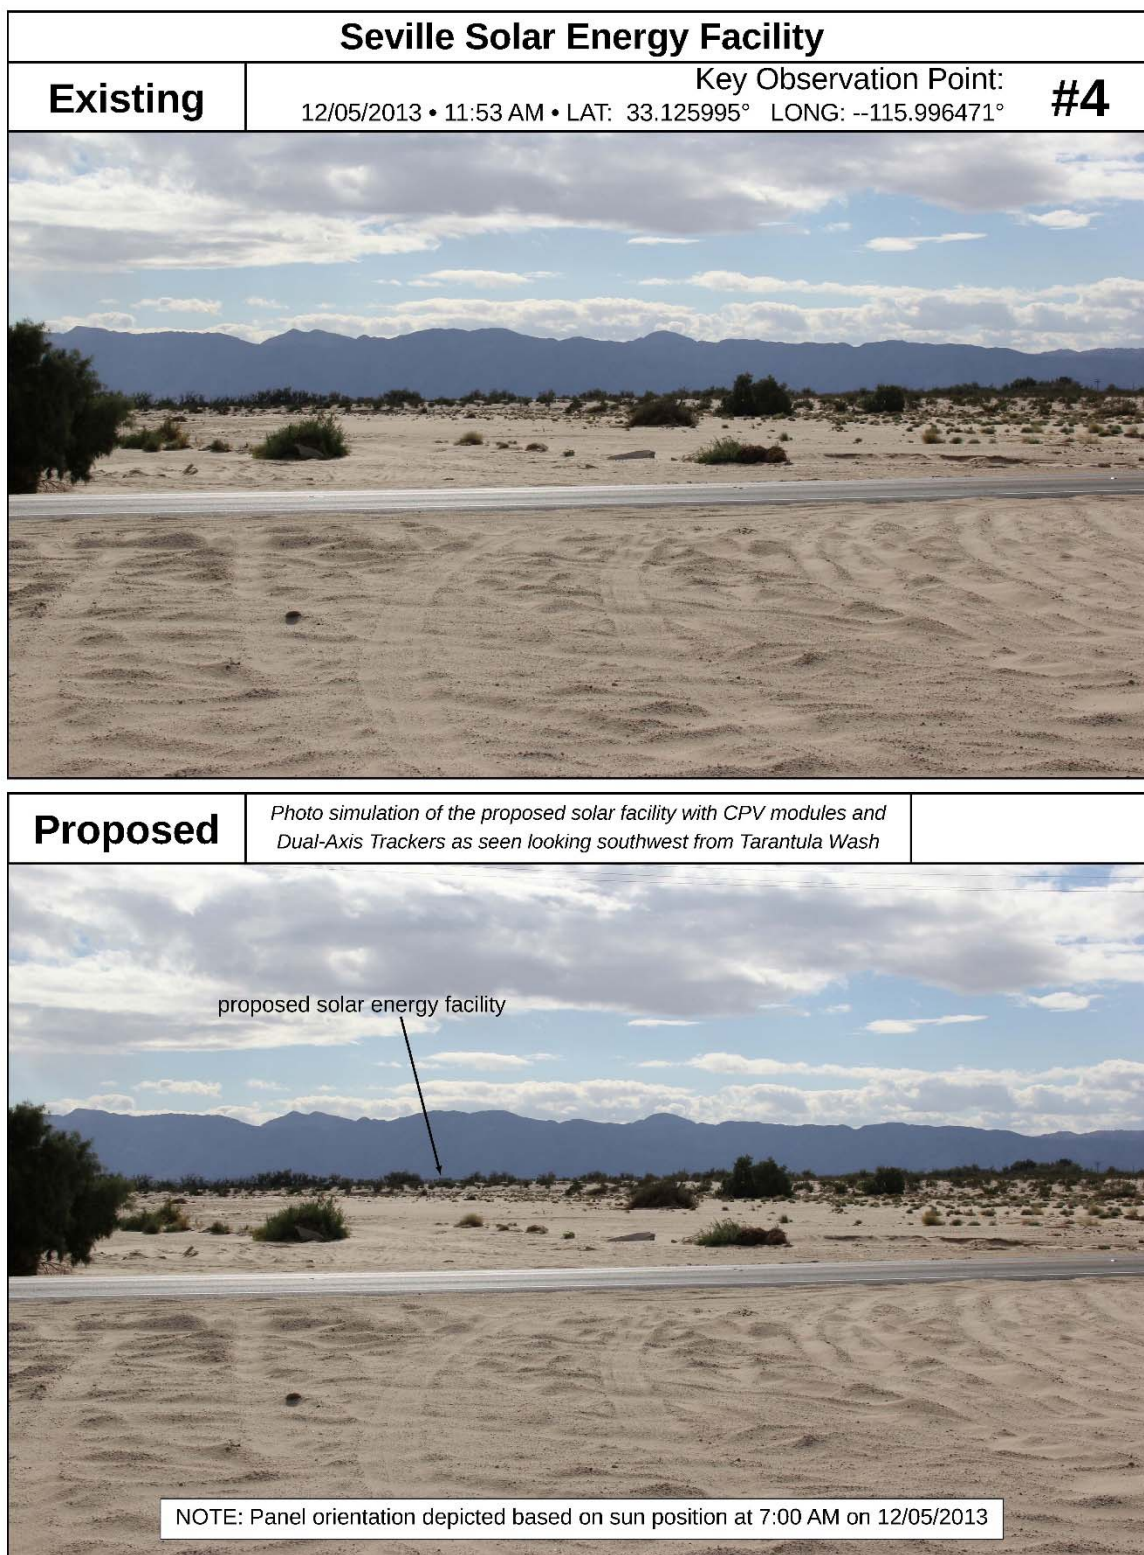 Seville Solar Energy Facility
Existing
Key Observation Point:
12/05/2013 • 11:53 AM • LAT: 33.125995° LONG: --115.996471°
#4
Proposed
Photo simulation of the proposed solar facility with CPV modules and
Dual-Axis Trackers as seen looking southwest from Tarantula Wash
proposed solar energy facility
NOTE: Panel orientation depicted based on sun position at 7:00 AM on 12/05/2013